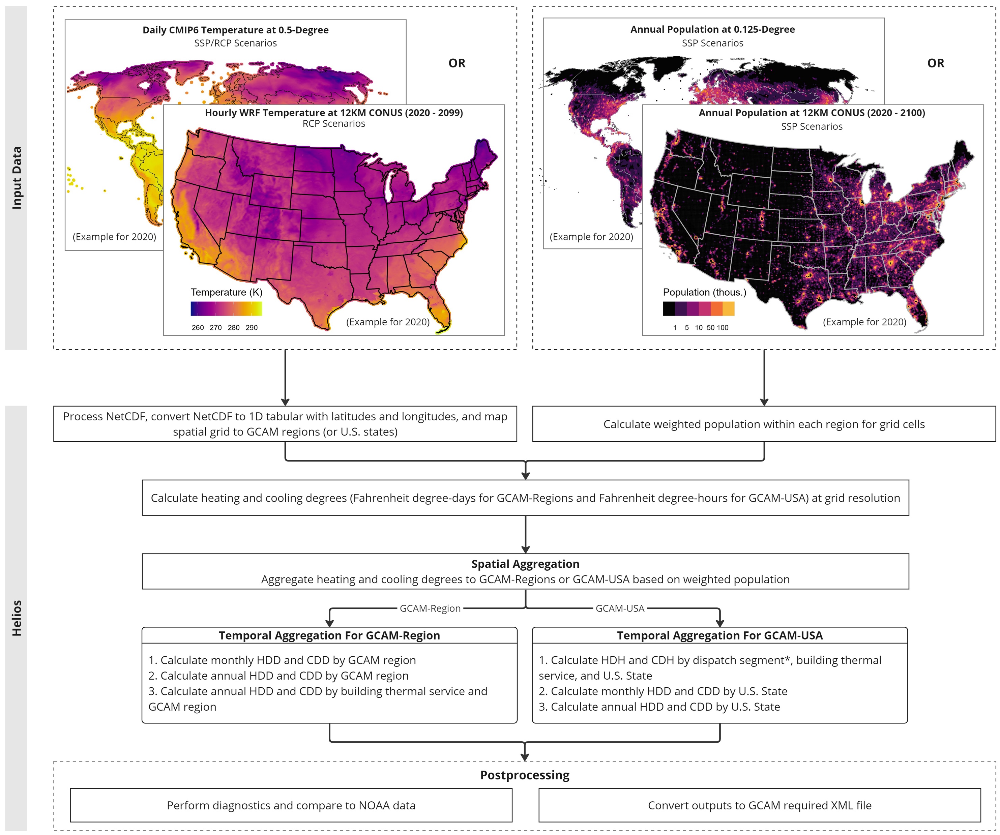 Input Data
Daily CMIP6 Temperature at 0.5-Degree
SSP/RCP Scenarios
OR
(Example for 2020)
Hourly WRF Temperature at 12KM CONUS (2020 - 2099)
RCP Scenarios
Temperature (K)
260 270 280 290
(Example for 2020)
Annual Population at 0.125-Degree
SSP Scenarios
OR
(Example for 2020)
Annual Population at 12KM CONUS (2020 - 2100)
SSP Scenarios
Population (thous.)
1 5 10 50 100
(Example for 2020)
Helios
Process NetCDF, convert NetCDF to 1D tabular with latitudes and longitudes, and map
spatial grid to GCAM regions (or U.S. states)
Calculate weighted population within each region for grid cells
Calculate heating and cooling degrees (Fahrenheit degree-days for GCAM-Regions and Fahrenheit degree-hours for GCAM-USA) at grid resolution
Spatial Aggregation
Aggregate heating and cooling degrees to GCAM-Regions or GCAM-USA based on weighted population
GCAM-Region
GCAM-USA
Temporal Aggregation For GCAM-Region
1. Calculate monthly HDD and CDD by GCAM region
2. Calculate annual HDD and CDD by GCAM region
3. Calculate annual HDD and CDD by building thermal service and
GCAM region
Temporal Aggregation For GCAM-USA
1. Calculate HDH and CDH by dispatch segment*, building thermal
service, and U.S. State
2. Calculate monthly HDD and CDD by U.S. State
3. Calculate annual HDD and CDD by U.S. State
Postprocessing
Perform diagnostics and compare to NOAA data
Convert outputs to GCAM required XML file